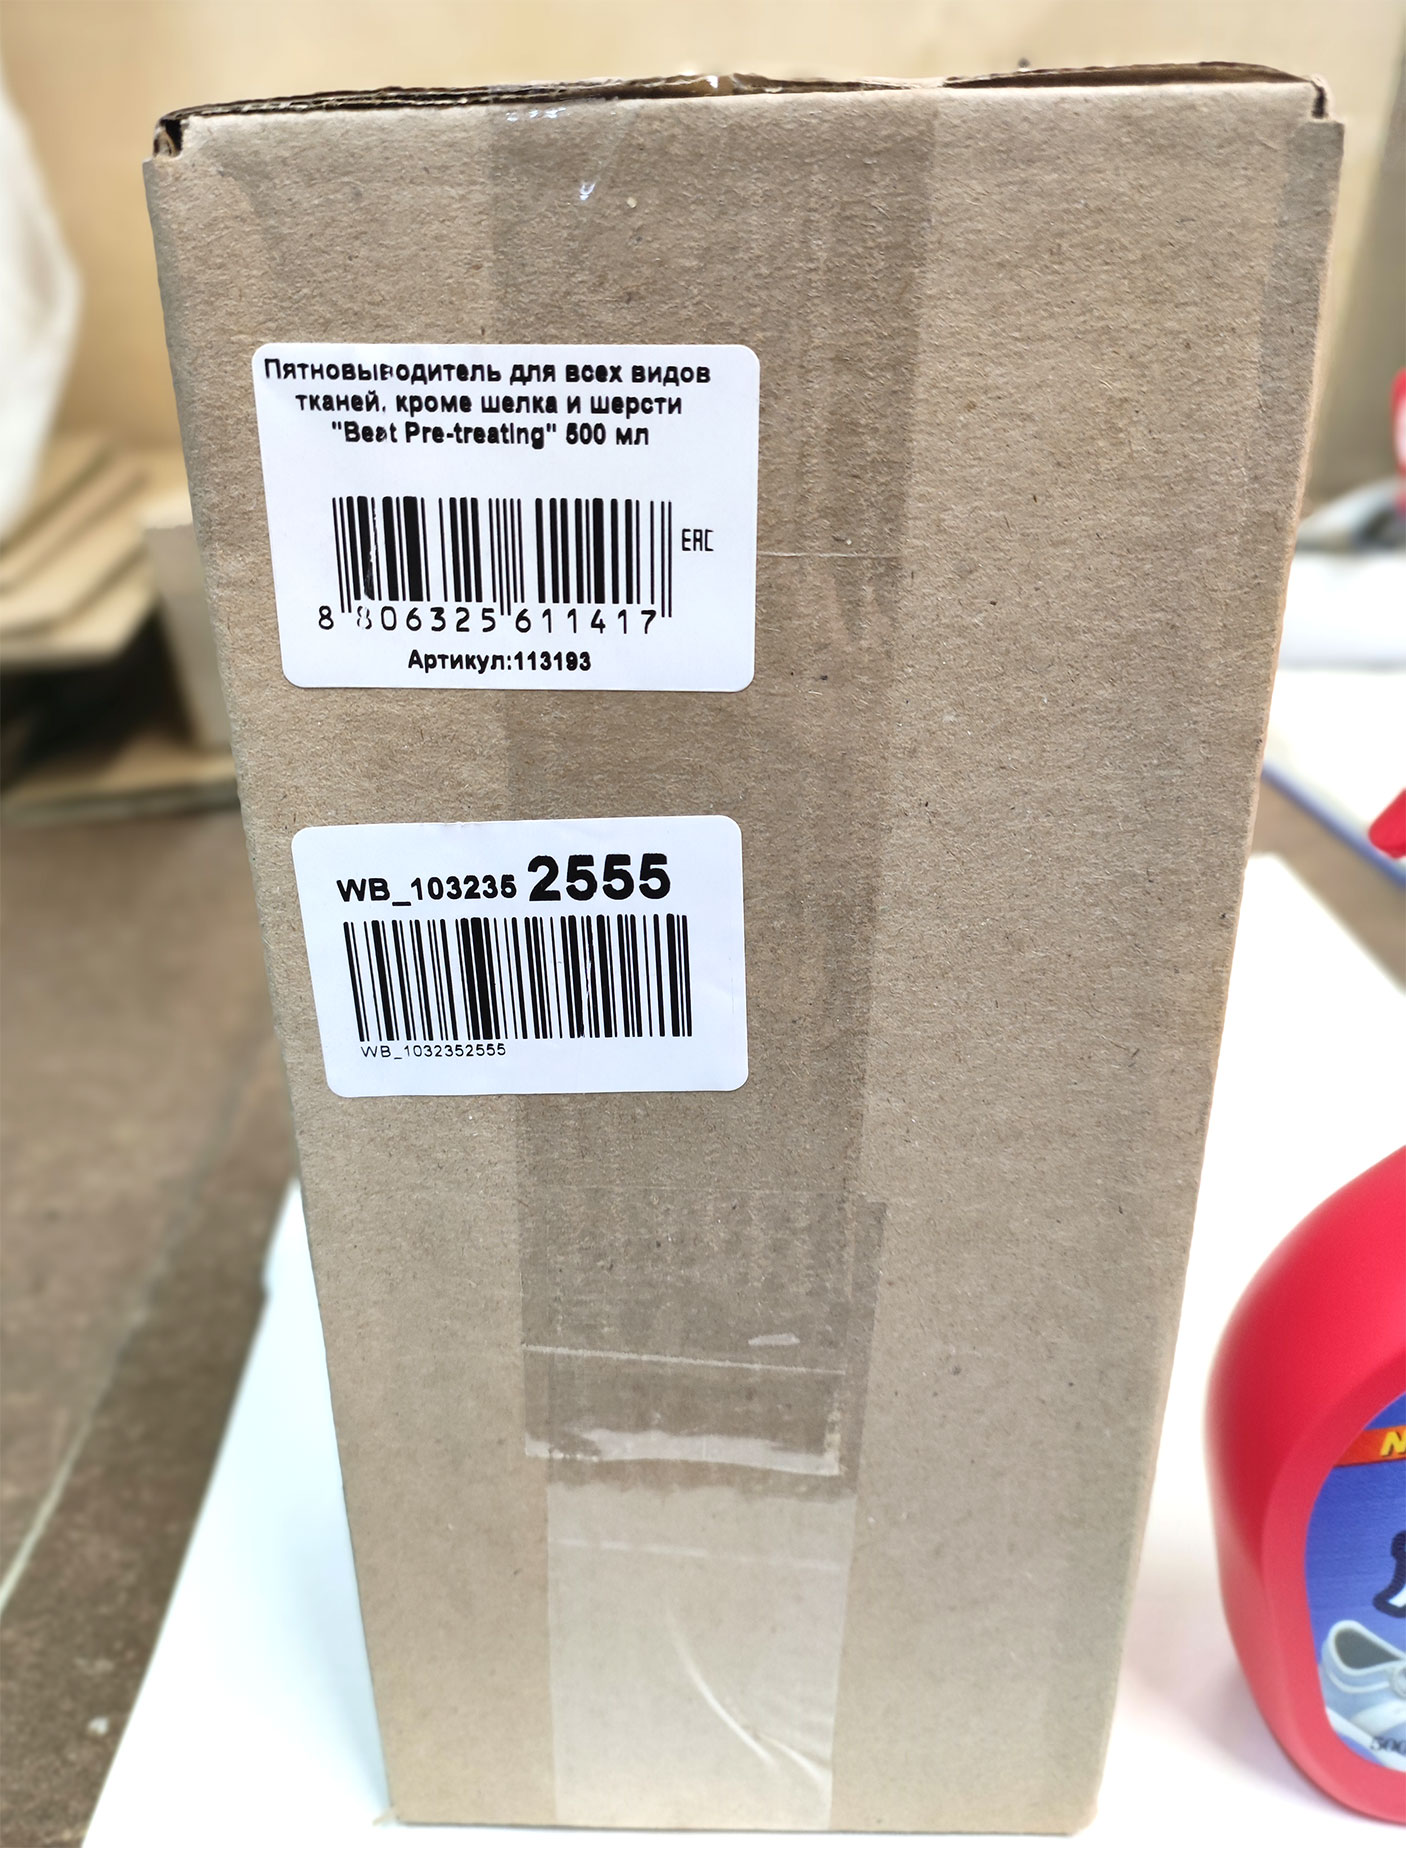 Пятновыводитель для всех видов
тканей, кроме шелка и шерсти
"Beat Pre-treating" 500 мл
EAC
8 806325 611417
Артикул:113193
WB_103235 2555
WB_1032352555